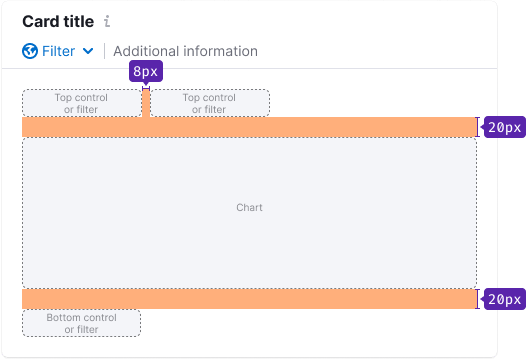 Card title i
Filter Additional information
8px
Top control
or filter
Top control
or filter
20px
Chart
20px
Bottom control
or filter